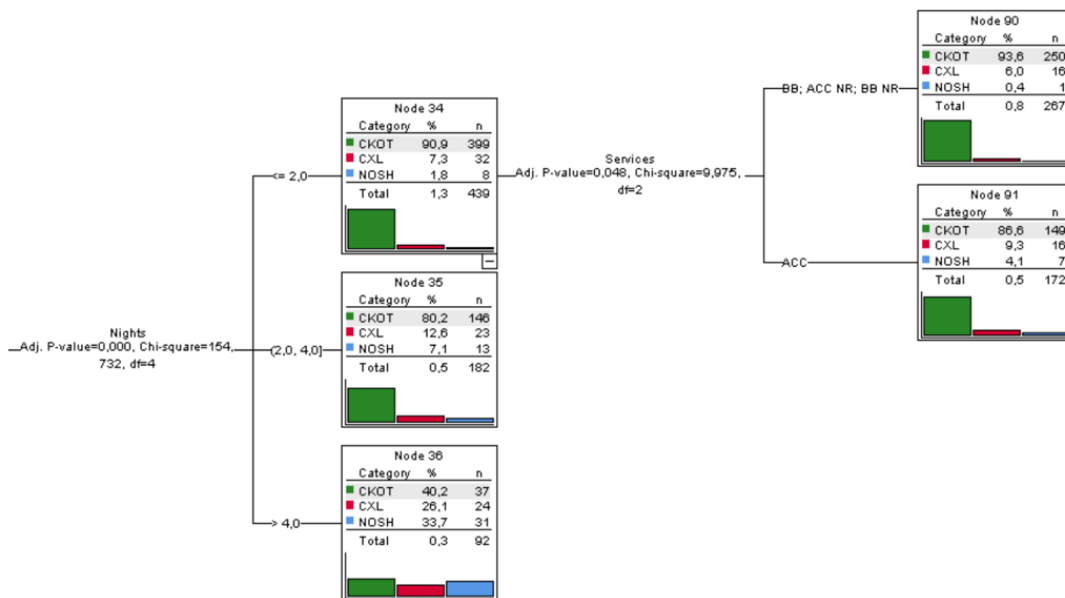 Nights
Adj. P-value=0,000, Chi-square=154,
732, df=4
<= 2,0
(2,0, 4,0]
> 4,0
Node 34
Category % n
CKOT 90,9 399
CXL 7,3 32
NOSH 1,8 8
Total 1,3 439
Node 35
Category % n
CKOT 80,2 146
CXL 12,6 23
NOSH 7,1 13
Total 0,5 182
Node 36
Category % n
CKOT 40,2 37
CXL 26,1 24
NOSH 33,7 31
Total 0,3 92
Services
Adj. P-value=0,048, Chi-square=9,975,
df=2
BB; ACC NR; BB NR
ACC
Node 90
Category % n
CKOT 93,6 250
CXL 6,0 16
NOSH 0,4 1
Total 0,8 267
Node 91
Category % n
CKOT 86,6 149
CXL 9,3 16
NOSH 4,1 7
Total 0,5 172